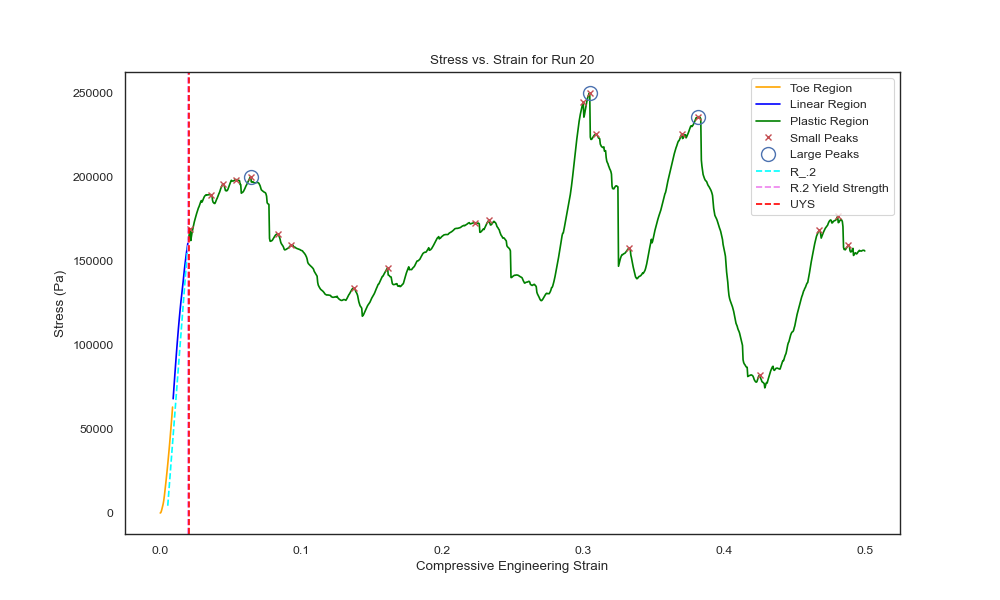 Stress vs. Strain for Run 20
250000
200000
150000
100000
50000
0
Stress (Pa)
0.0
0.1
0.2
0.3
0.4
0.5
Compressive Engineering Strain
Toe Region
Linear Region
Plastic Region
Small Peaks
Large Peaks
R_.2
R.2 Yield Strength
UYS